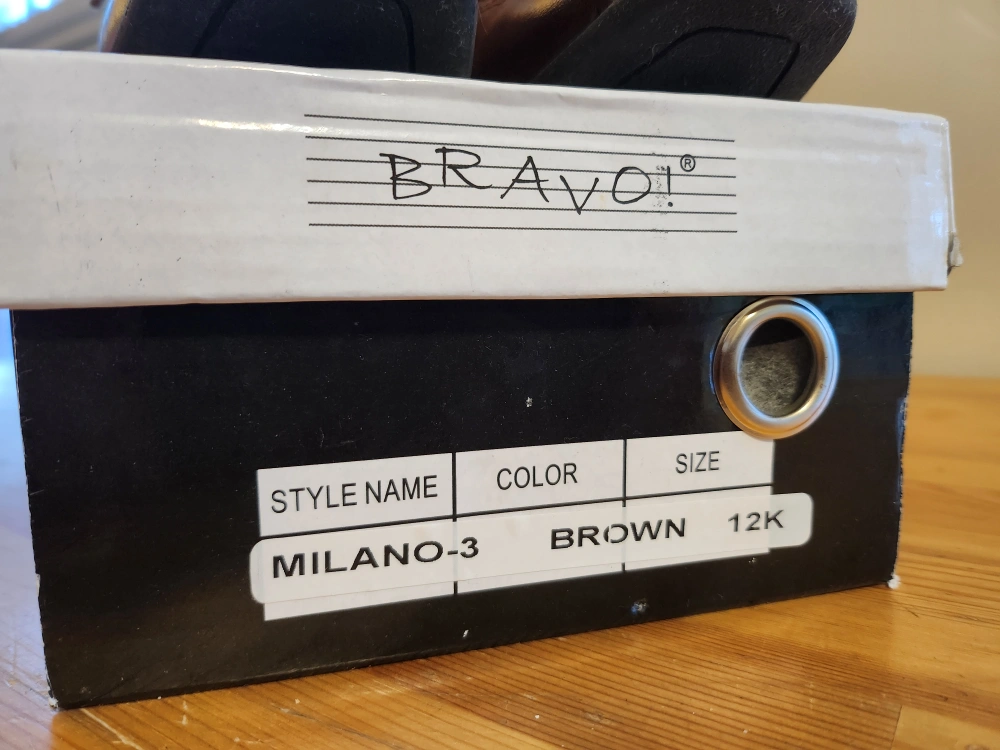 BRAVO!®
STYLE NAME COLOR SIZE
MILANO-3 BROWN 12K